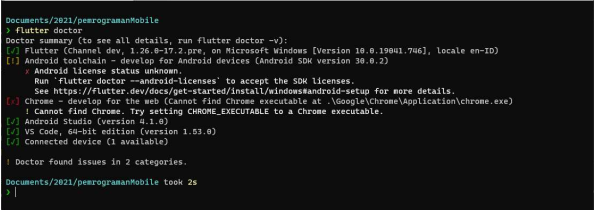 Documents/2021/pemrogramanMobile
❯ flutter doctor
Doctor summary (to see all details, run flutter doctor -v):
[√] Flutter (Channel dev, 1.26.0-17.2.pre, on Microsoft Windows [Version 10.0.19041.746], locale en-ID)
[!] Android toolchain - develop for Android devices (Android SDK version 30.0.2)
    x Android license status unknown.
      Run `flutter doctor --android-licenses` to accept the SDK licenses.
      See https://flutter.dev/docs/get-started/install/windows#android-setup for more details.
[x] Chrome - develop for the web (Cannot find Chrome executable at .\Google\Chrome\Application\chrome.exe)
    ! Cannot find Chrome. Try setting CHROME_EXECUTABLE to a Chrome executable.
[√] Android Studio (version 4.1.0)
[√] VS Code, 64-bit edition (version 1.53.0)
[√] Connected device (1 available)
! Doctor found issues in 2 categories.
Documents/2021/pemrogramanMobile took 2s
❯